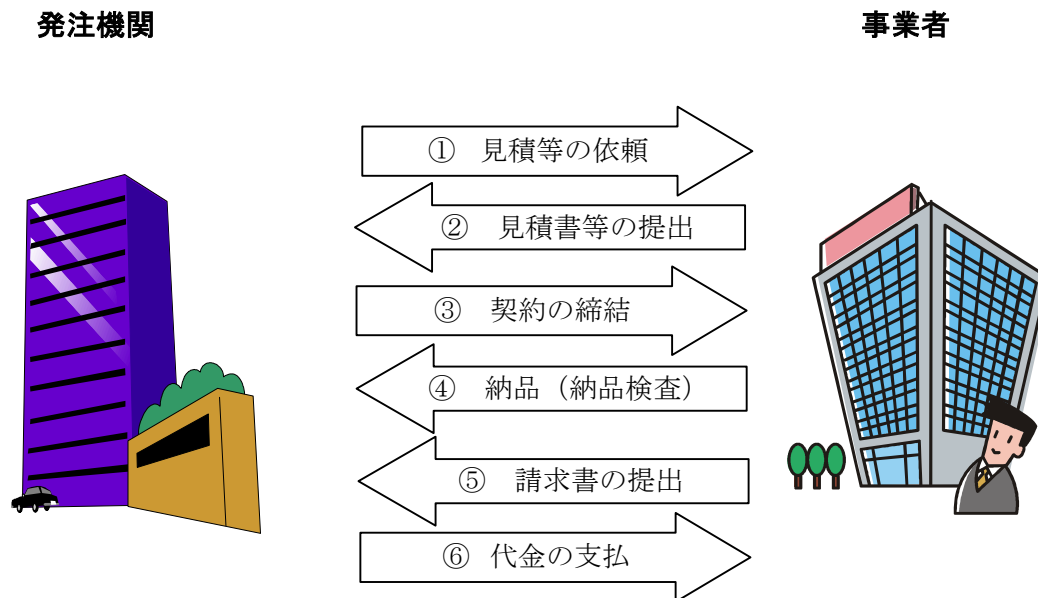 発注機関
事業者
① 見積等の依頼
② 見積書等の提出
③ 契約の締結
④ 納品（納品検査）
⑤ 請求書の提出
⑥ 代金の支払